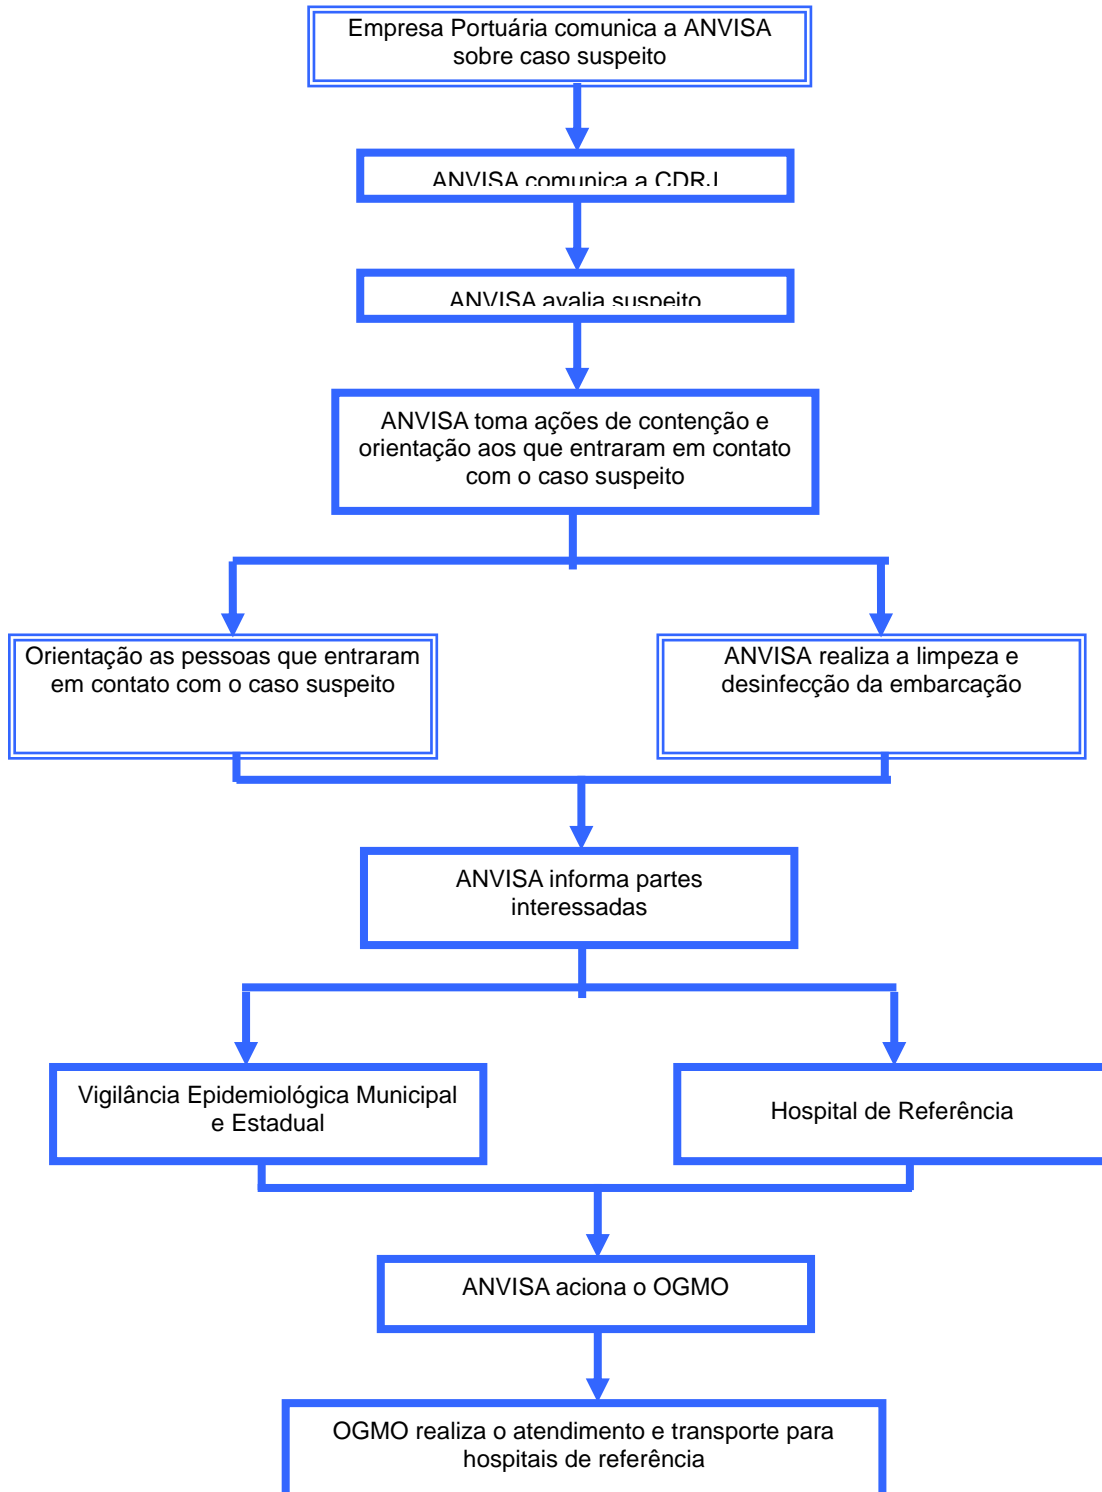 Empresa Portuária comunica a ANVISA
sobre caso suspeito
ANVISA comunica a CDRJ
ANVISA avalia suspeito
ANVISA toma ações de contenção e
orientação aos que entraram em contato
com o caso suspeito
Orientação as pessoas que entraram
em contato com o caso suspeito
ANVISA realiza a limpeza e
desinfecção da embarcação
ANVISA informa partes
interessadas
Vigilância Epidemiológica Municipal
e Estadual
Hospital de Referência
ANVISA aciona o OGMO
OGMO realiza o atendimento e transporte para
hospitais de referência